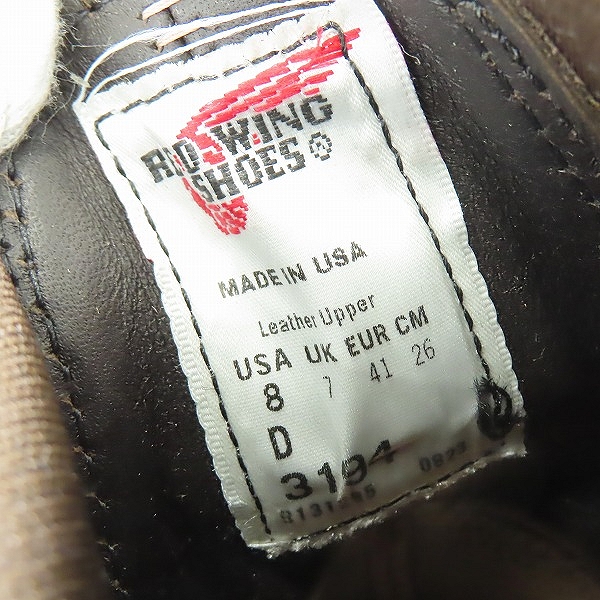 RED WING
SHOES®
MADE IN USA
Leather Upper
USA UK EUR CM
8 7 41 26
D
3194